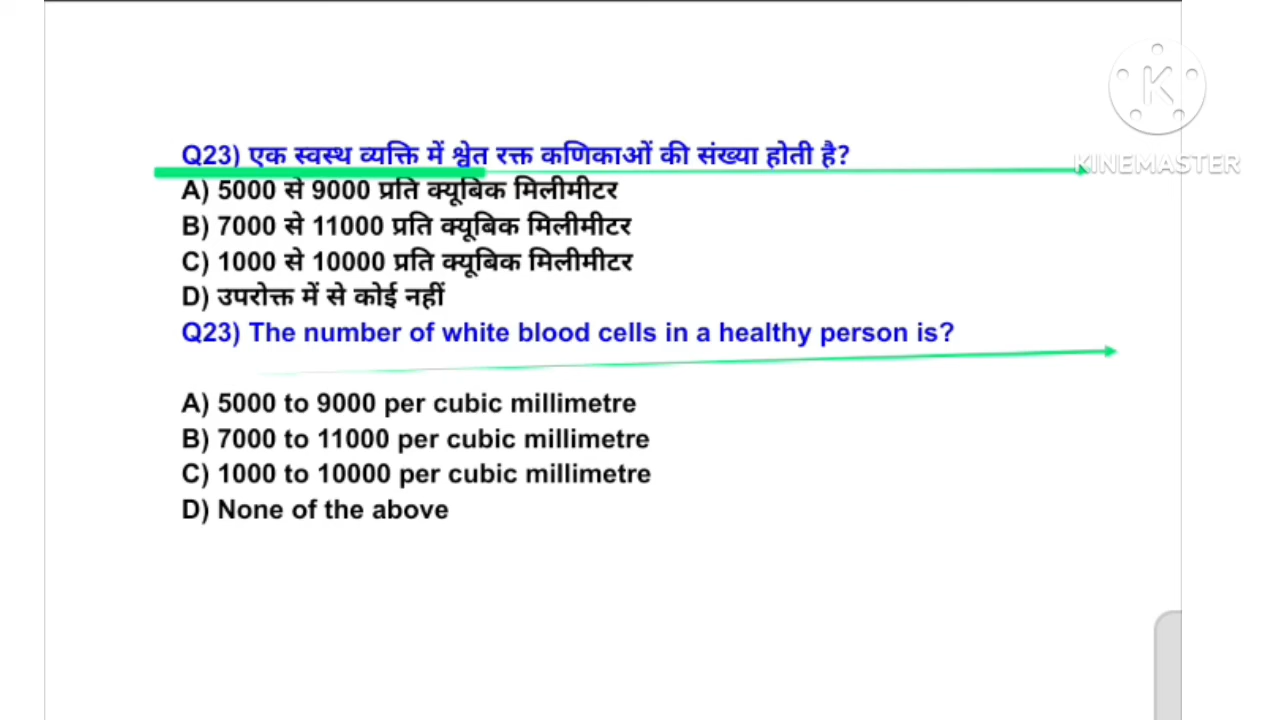 Q23) एक स्वस्थ व्यक्ति में श्वेत रक्त कणिकाओं की संख्या होती है?
A) 5000 से 9000 प्रति क्यूबिक मिलीमीटर
B) 7000 से 11000 प्रति क्यूबिक मिलीमीटर
C) 1000 से 10000 प्रति क्यूबिक मिलीमीटर
D) उपरोक्त में से कोई नहीं
Q23) The number of white blood cells in a healthy person is?
A) 5000 to 9000 per cubic millimetre
B) 7000 to 11000 per cubic millimetre
C) 1000 to 10000 per cubic millimetre
D) None of the above
K
KINEMASTER